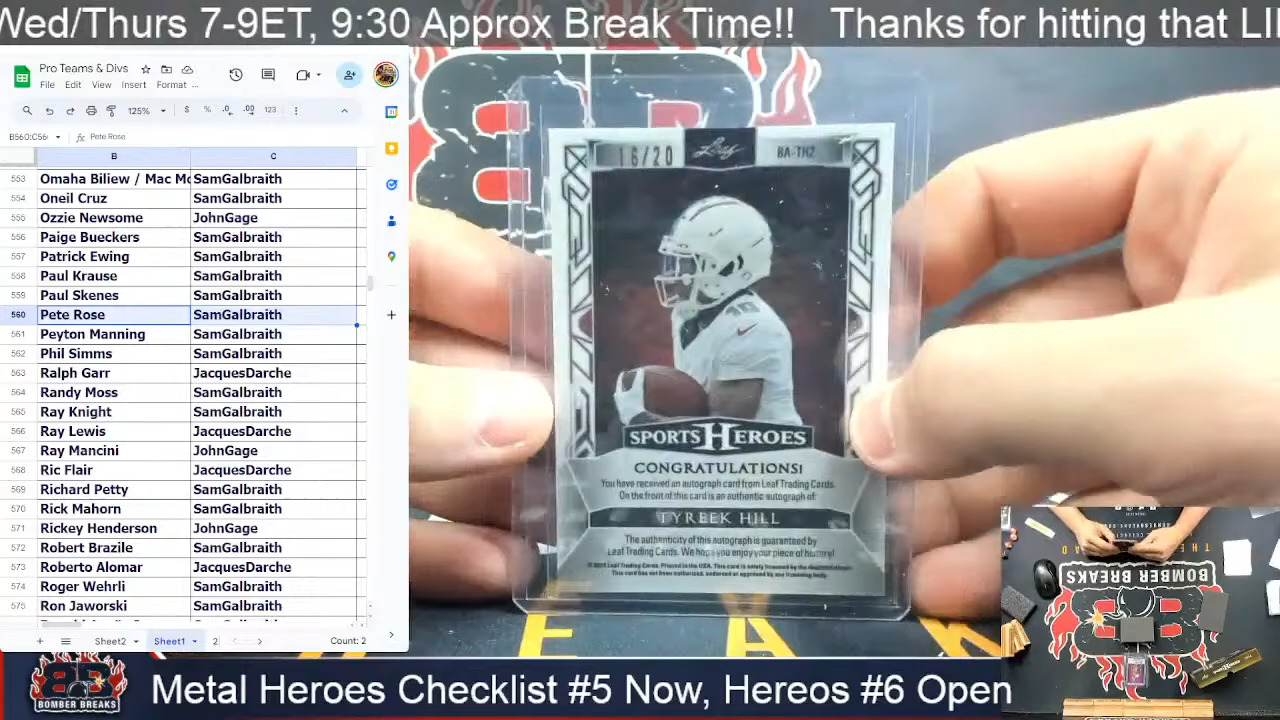 Wed/Thurs 7-9ET, 9:30 Approx Break Time!! Thanks for hitting that LI
Pro Teams & Divs
File Edit View Insert Format ...
125% $ % .0 .00 123
B560:C56 Pete Rose
B C
553 Omaha Biliew / Mac Mc SamGalbraith
554 Oneil Cruz SamGalbraith
555 Ozzie Newsome JohnGage
556 Paige Bueckers SamGalbraith
557 Patrick Ewing SamGalbraith
558 Paul Krause SamGalbraith
559 Paul Skenes SamGalbraith
560 Pete Rose SamGalbraith
561 Peyton Manning SamGalbraith
562 Phil Simms SamGalbraith
563 Ralph Garr JacquesDarche
564 Randy Moss SamGalbraith
565 Ray Knight SamGalbraith
566 Ray Lewis JacquesDarche
567 Ray Mancini JohnGage
568 Ric Flair JacquesDarche
569 Richard Petty SamGalbraith
570 Rick Mahorn SamGalbraith
571 Rickey Henderson JohnGage
572 Robert Brazile SamGalbraith
573 Roberto Alomar JacquesDarche
574 Roger Wehrli SamGalbraith
575 Ron Jaworski SamGalbraith
Sheet2 Sheet1 2 Count: 2
16/20 Leaf BA-TH2
SPORTS HEROES
CONGRATULATIONS!
You have received an autograph card from Leaf Trading Cards.
On the front of this card is an authentic autograph of:
TYREEK HILL
The authenticity of this autograph is guaranteed by
Leaf Trading Cards. We hope you enjoy your piece of history!
E A K
BOMBER BREAKS
BOMBER BREAKS
Metal Heroes Checklist #5 Now, Hereos #6 Open